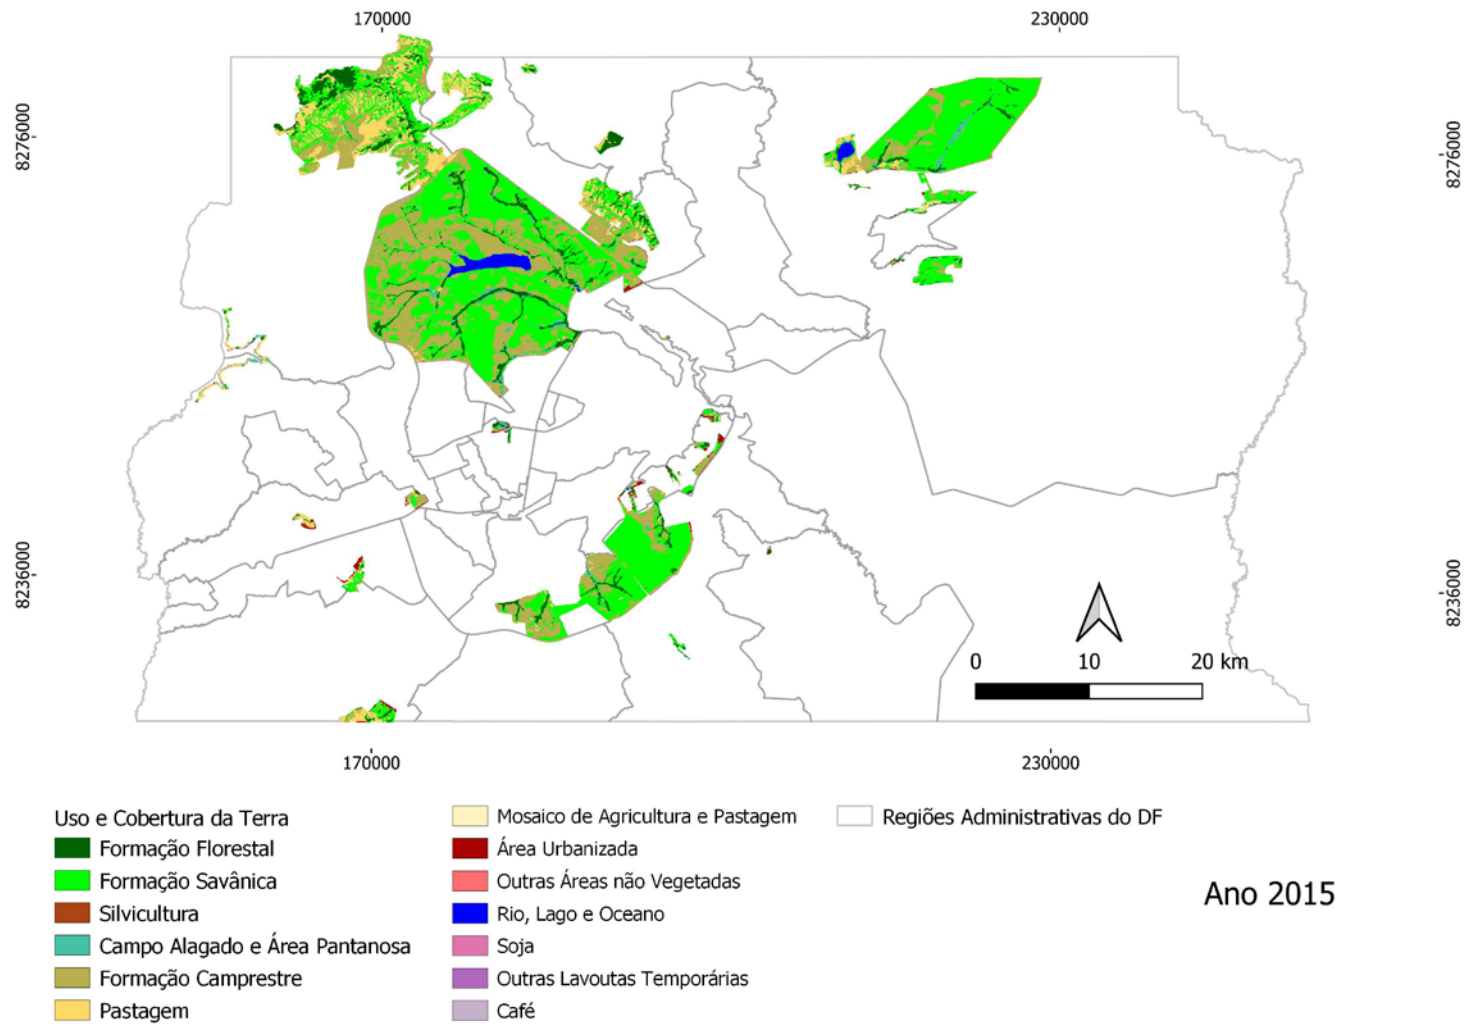 170000
230000
8276000
8276000
8236000
8236000
0
10
20 km
170000
230000
Uso e Cobertura da Terra
Formação Florestal
Formação Savânica
Silvicultura
Campo Alagado e Área Pantanosa
Formação Camprestre
Pastagem
Mosaico de Agricultura e Pastagem
Área Urbanizada
Outras Áreas não Vegetadas
Rio, Lago e Oceano
Soja
Outras Lavoutas Temporárias
Café
Regiões Administrativas do DF
Ano 2015